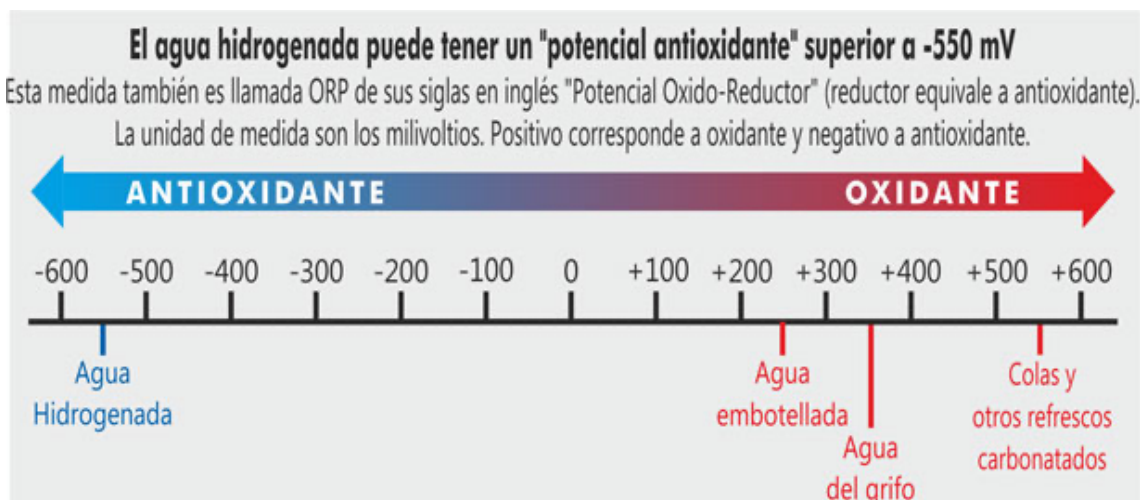 El agua hidrogenada puede tener un "potencial antioxidante" superior a -550 mV
Esta medida también es llamada ORP de sus siglas en inglés "Potencial Oxido-Reductor" (reductor equivale a antioxidante).
La unidad de medida son los milivoltios. Positivo corresponde a oxidante y negativo a antioxidante.
ANTIOXIDANTE OXIDANTE
-600 -500 -400 -300 -200 -100 0 +100 +200 +300 +400 +500 +600
Agua
Hidrogenada
Agua
embotellada
Agua
del grifo
Colas y
otros refrescos
carbonatados